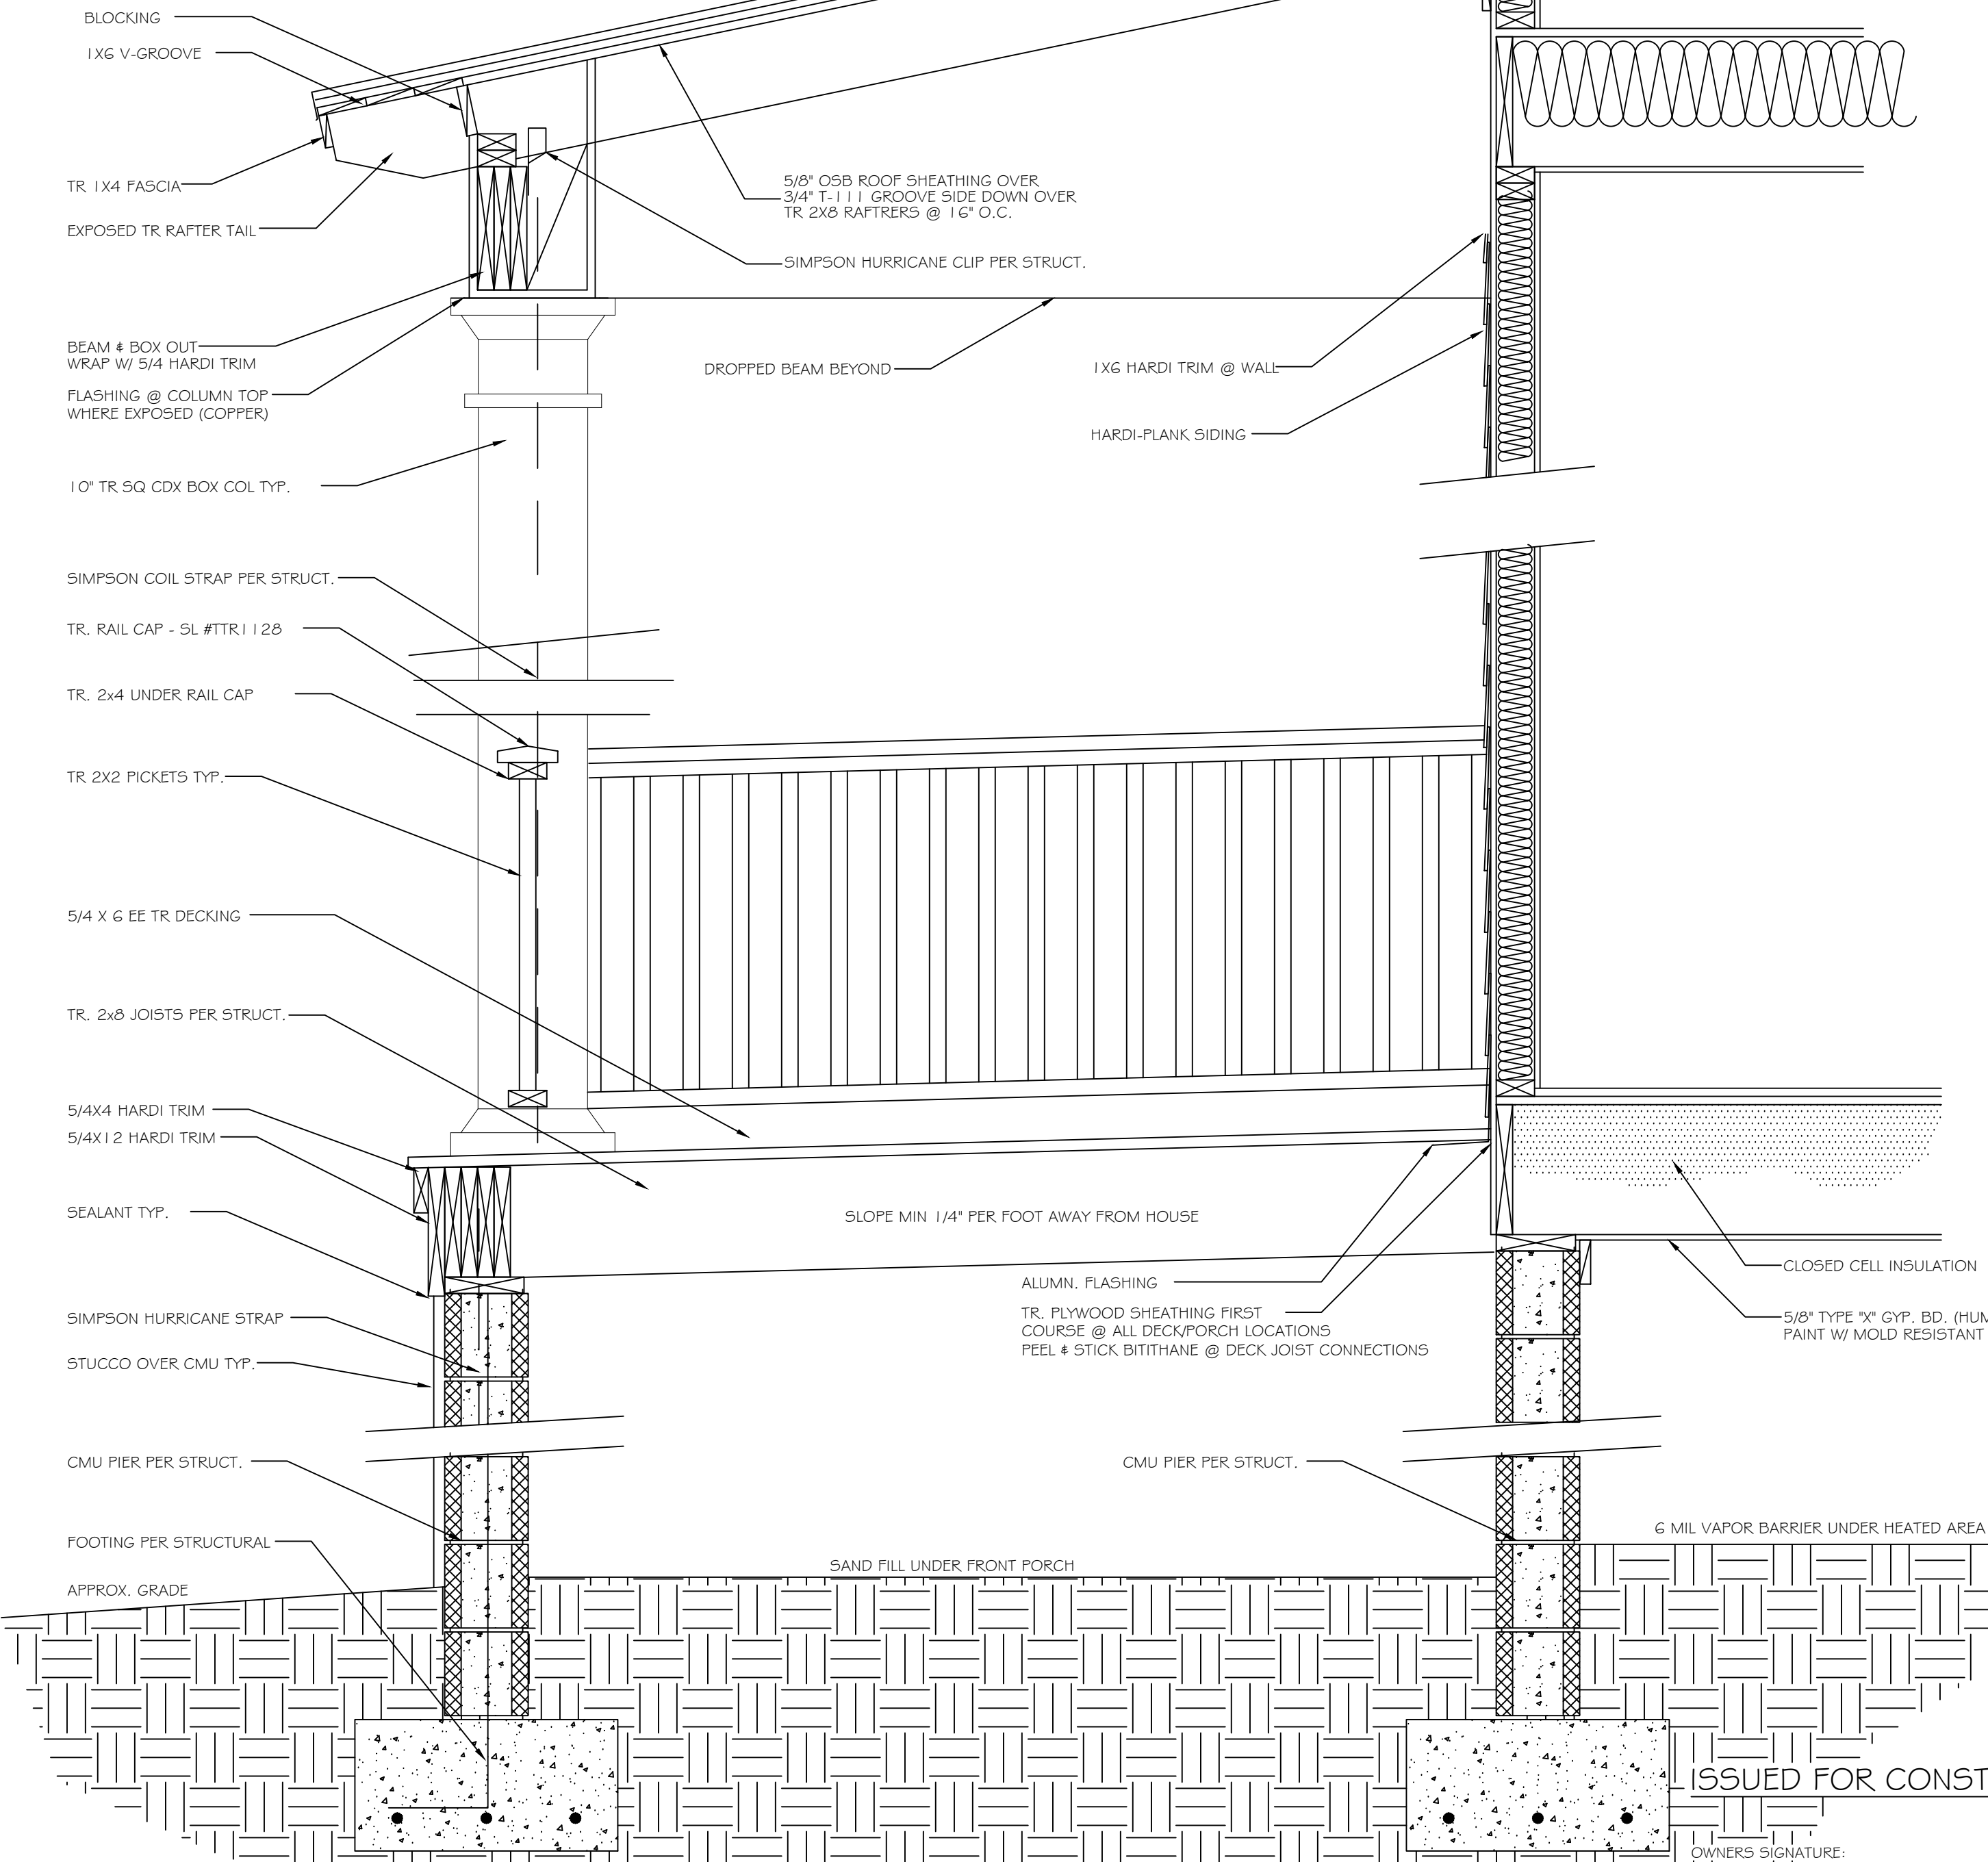 BLOCKING
1X6 V-GROOVE
TR 1X4 FASCIA
EXPOSED TR RAFTER TAIL
5/8" OSB ROOF SHEATHING OVER
3/4" T-111 GROOVE SIDE DOWN OVER
TR 2X8 RAFTRERS @ 16" O.C.
SIMPSON HURRICANE CLIP PER STRUCT.
BEAM & BOX OUT
WRAP W/ 5/4 HARDI TRIM
FLASHING @ COLUMN TOP
WHERE EXPOSED (COPPER)
DROPPED BEAM BEYOND
1X6 HARDI TRIM @ WALL
HARDI-PLANK SIDING
10" TR SQ CDX BOX COL TYP.
SIMPSON COIL STRAP PER STRUCT.
TR. RAIL CAP - SL #TTR1128
TR. 2x4 UNDER RAIL CAP
TR 2X2 PICKETS TYP.
5/4 X 6 EE TR DECKING
TR. 2x8 JOISTS PER STRUCT.
5/4X4 HARDI TRIM
5/4X12 HARDI TRIM
SEALANT TYP.
SLOPE MIN 1/4" PER FOOT AWAY FROM HOUSE
SIMPSON HURRICANE STRAP
STUCCO OVER CMU TYP.
ALUMN. FLASHING
TR. PLYWOOD SHEATHING FIRST
COURSE @ ALL DECK/PORCH LOCATIONS
PEEL & STICK BITITHANE @ DECK JOIST CONNECTIONS
CLOSED CELL INSULATION
5/8" TYPE "X" GYP. BD. (HUM
PAINT W/ MOLD RESISTANT
CMU PIER PER STRUCT.
CMU PIER PER STRUCT.
FOOTING PER STRUCTURAL
APPROX. GRADE
SAND FILL UNDER FRONT PORCH
6 MIL VAPOR BARRIER UNDER HEATED AREA
ISSUED FOR CONST
OWNERS SIGNATURE: